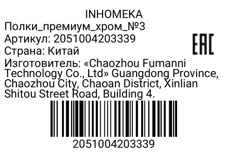 INHOMEKA
Полки_премиум_хром_№3
Артикул: 2051004203339
Страна: Китай
Изготовитель: «Chaozhou Fumanni
Technology Co., Ltd» Guangdong Province,
Chaozhou City, Chaoan District, Xinlian
Shitou Street Road, Building 4.
EAC
2051004203339